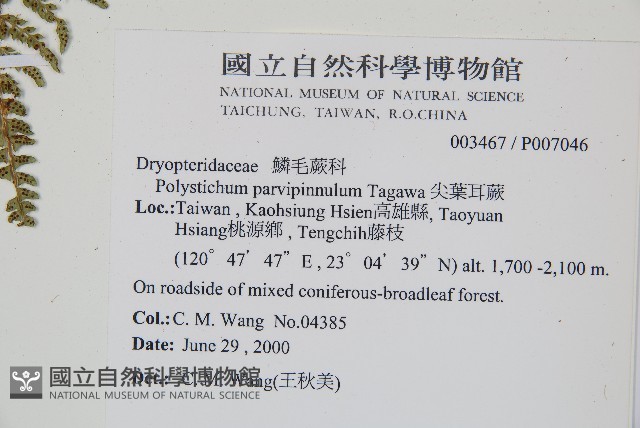 國立自然科學博物館
NATIONAL MUSEUM OF NATURAL SCIENCE
TAICHUNG, TAIWAN, R.O.CHINA
003467 / P007046
Dryopteridaceae 鱗毛蕨科
Polystichum parvipinnulum Tagawa 尖葉耳蕨
Loc.:Taiwan , Kaohsiung Hsien高雄縣, Taoyuan
Hsiang桃源鄉 , Tengchih藤枝
(120° 47' 47" E , 23° 04' 39" N) alt. 1,700 -2,100 m.
On roadside of mixed coniferous-broadleaf forest.
Col.: C. M. Wang No.04385
Date: June 29 , 2000
Wang(王秋美)
國立自然科學博物館
NATIONAL MUSEUM OF NATURAL SCIENCE